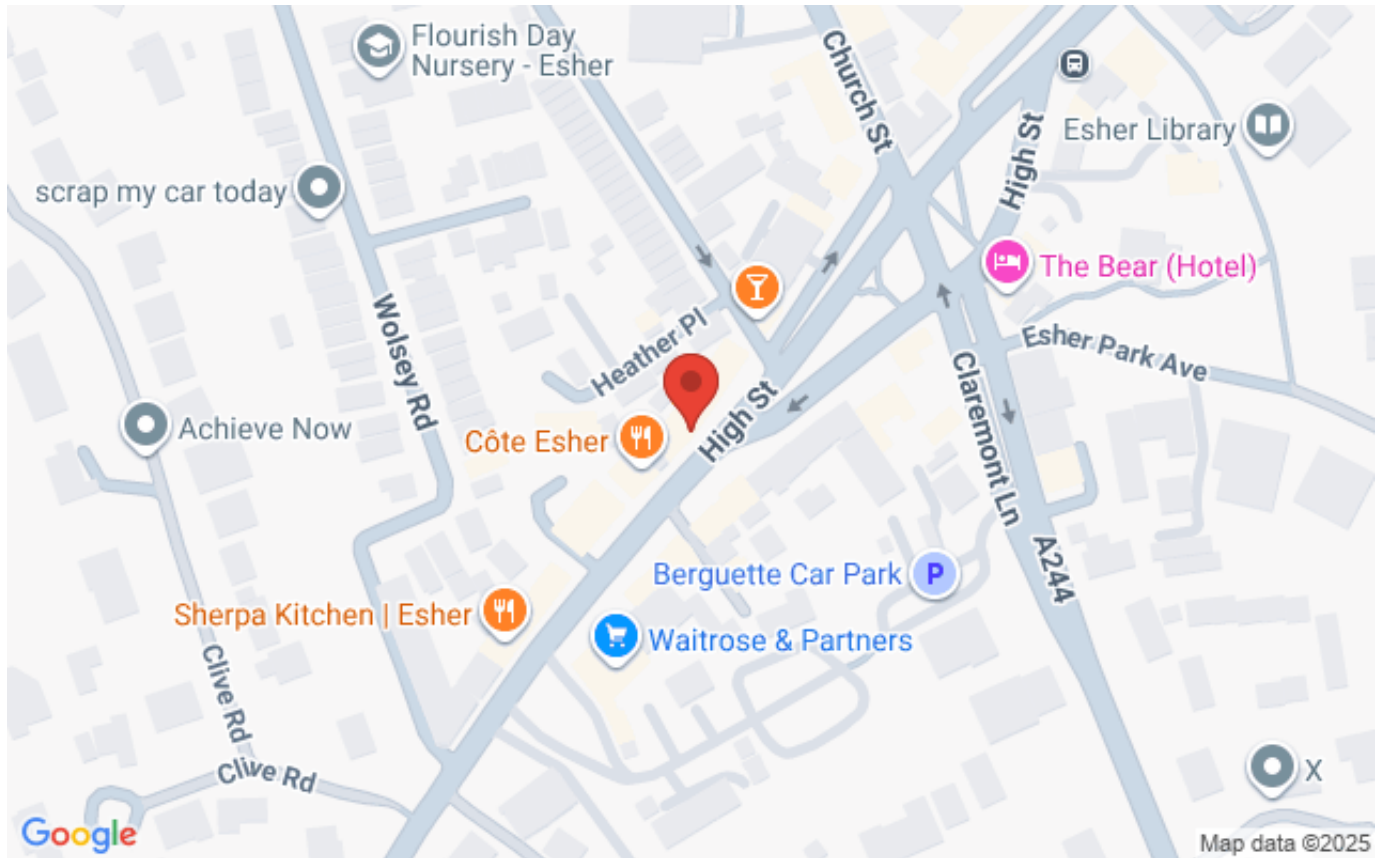 Flourish Day
Nursery - Esher
Church St
High St
Esher Library
scrap my car today
The Bear (Hotel)
Wolsey Rd
Heather Pl
Esher Park Ave
High St
Claremont Ln
Achieve Now
Côte Esher
A244
Berguette Car Park
P
Sherpa Kitchen | Esher
Waitrose & Partners
Clive Rd
Clive Rd
X
Google
Map data ©2025